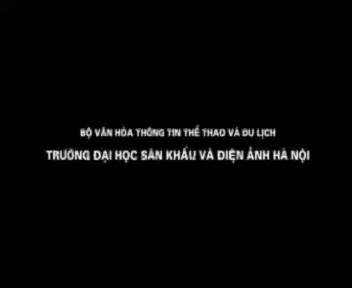 BỘ VĂN HÓA THÔNG TIN THỂ THAO VÀ DU LỊCH
TRƯỜNG ĐẠI HỌC SÂN KHẤU VÀ DIỆN ẢNH HÀ NỘI